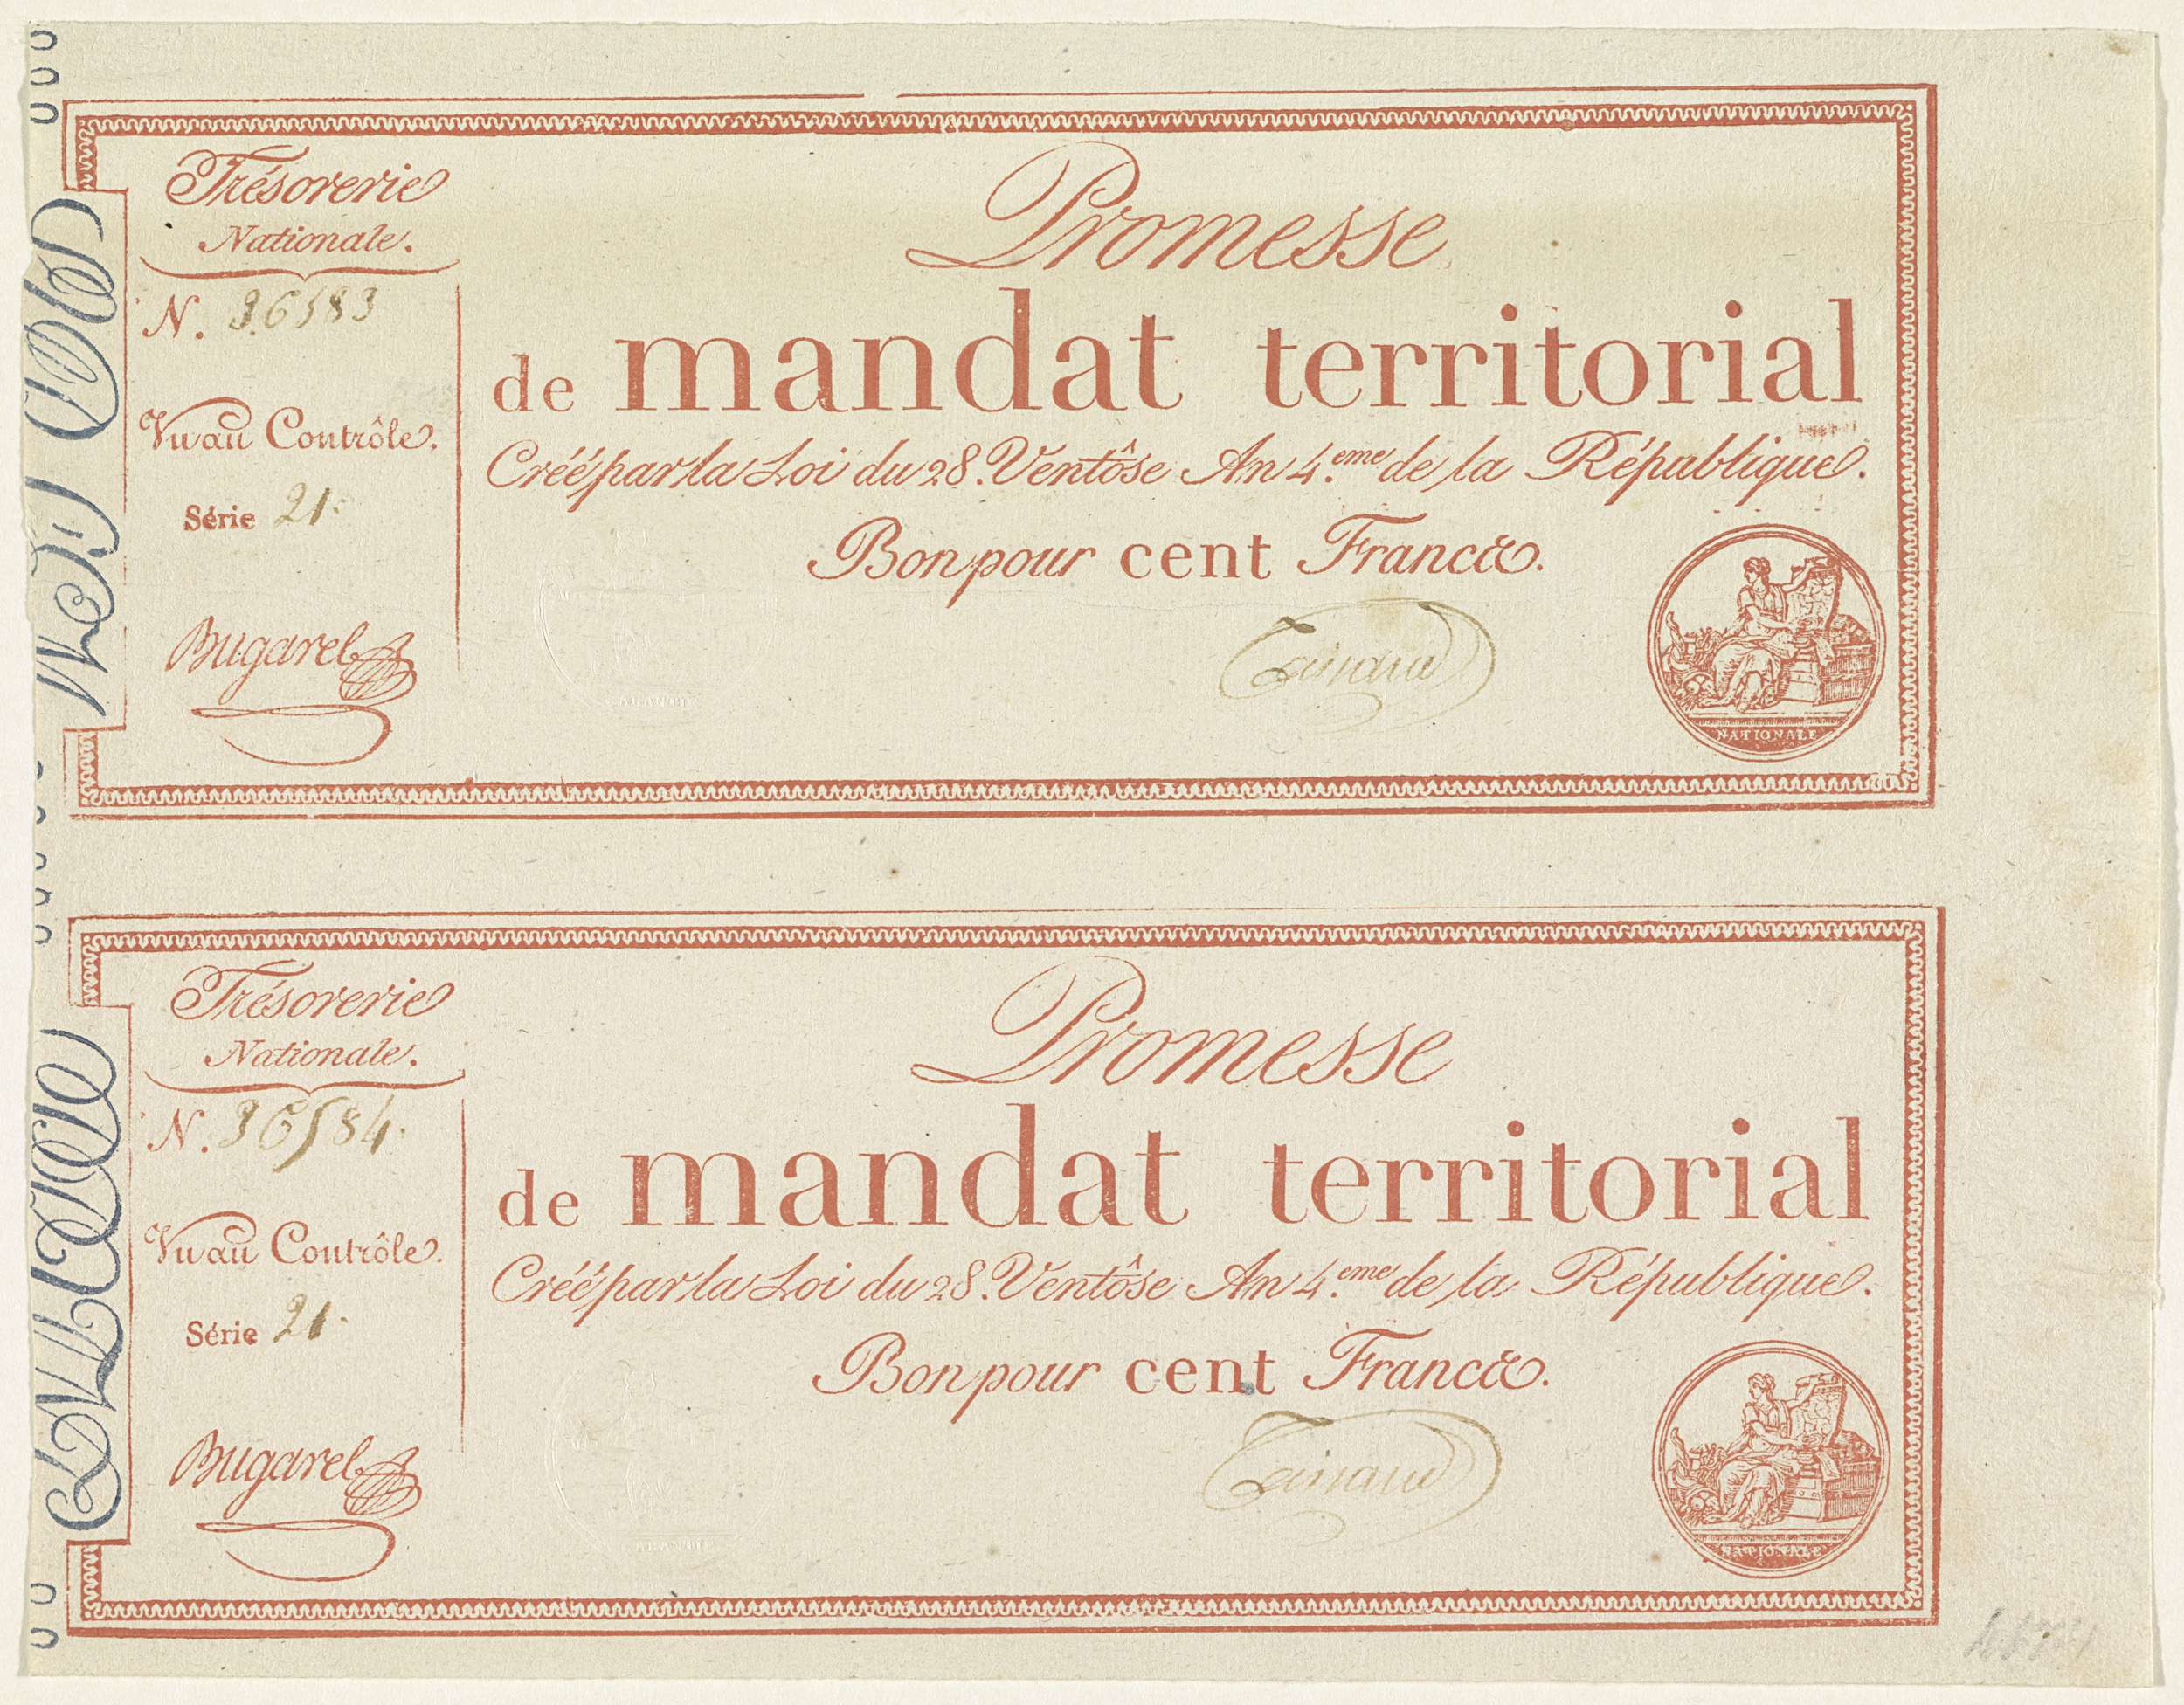 Trésorerie
Nationale.
N. 36583
Vu au Contrôle.
Série 21.
Bugarel
Promesse
de mandat territorial
Créé par la Loi du 28. Ventôse An 4.eme de la République.
Bon pour cent Francs.
NATIONALE
Trésorerie
Nationale.
N. 36584.
Vu au Contrôle.
Série 21.
Bugarel
Promesse
de mandat territorial
Créé par la Loi du 28. Ventôse An 4.eme de la République.
Bon pour cent Francs.
NATIONALE